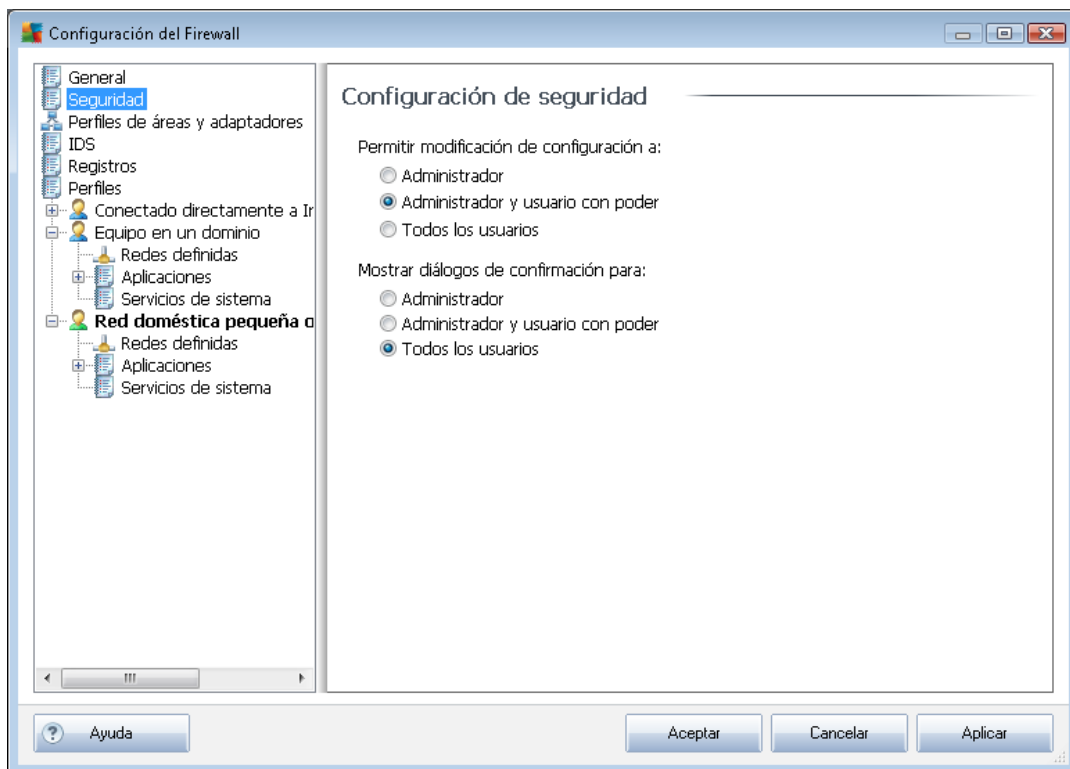 Configuración del Firewall
General
Seguridad
Perfiles de áreas y adaptadores
IDS
Registros
Perfiles
Conectado directamente a Ir
Equipo en un dominio
Redes definidas
Aplicaciones
Servicios de sistema
Red doméstica pequeña o
Redes definidas
Aplicaciones
Servicios de sistema
Configuración de seguridad
Permitir modificación de configuración a:
Administrador
Administrador y usuario con poder
Todos los usuarios
Mostrar diálogos de confirmación para:
Administrador
Administrador y usuario con poder
Todos los usuarios
? Ayuda
Aceptar
Cancelar
Aplicar